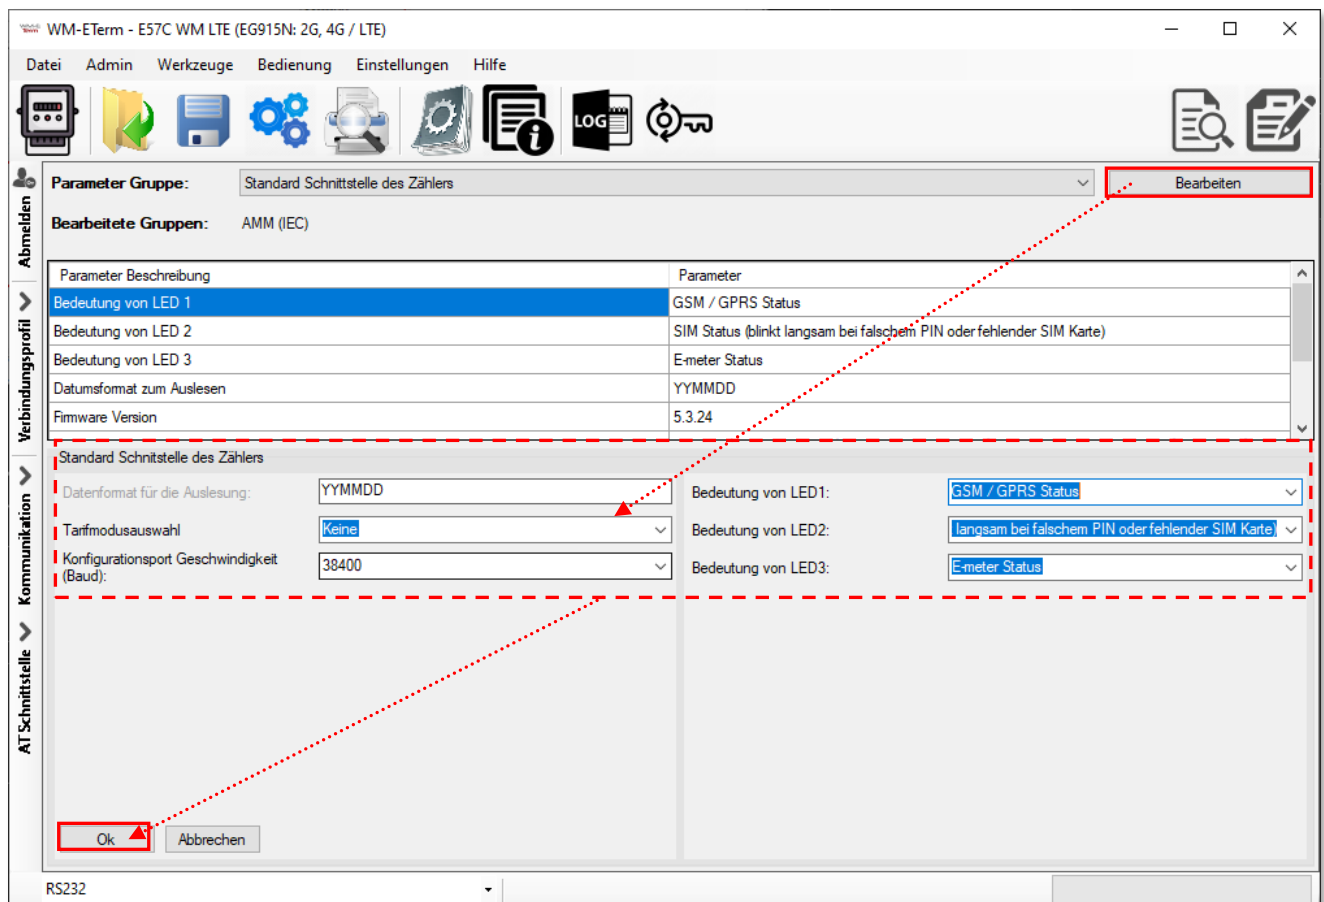 WM-ETerm - E57C WM LTE (EG915N: 2G, 4G / LTE)
Datei Admin Werkzeuge Bedienung Einstellungen Hilfe
LOG
Abmelden
Verbindungsprofil
Kommunikation
AT Schnittstelle
Parameter Gruppe: Standard Schnittstelle des Zählers Bearbeiten
Bearbeitete Gruppen: AMM (IEC)
Parameter Beschreibung Parameter
Bedeutung von LED 1 GSM / GPRS Status
Bedeutung von LED 2 SIM Status (blinkt langsam bei falschem PIN oder fehlender SIM Karte)
Bedeutung von LED 3 E-meter Status
Datumsformat zum Auslesen YYMMDD
Firmware Version 5.3.24
Standard Schnitstelle des Zählers
Datenformat für die Auslesung: YYMMDD Bedeutung von LED1: GSM / GPRS Status
Tarifmodusauswahl Keine Bedeutung von LED2: langsam bei falschem PIN oder fehlender SIM Karte)
Konfigurationsport Geschwindigkeit
(Baud): 38400 Bedeutung von LED3: E-meter Status
Ok Abbrechen
RS232